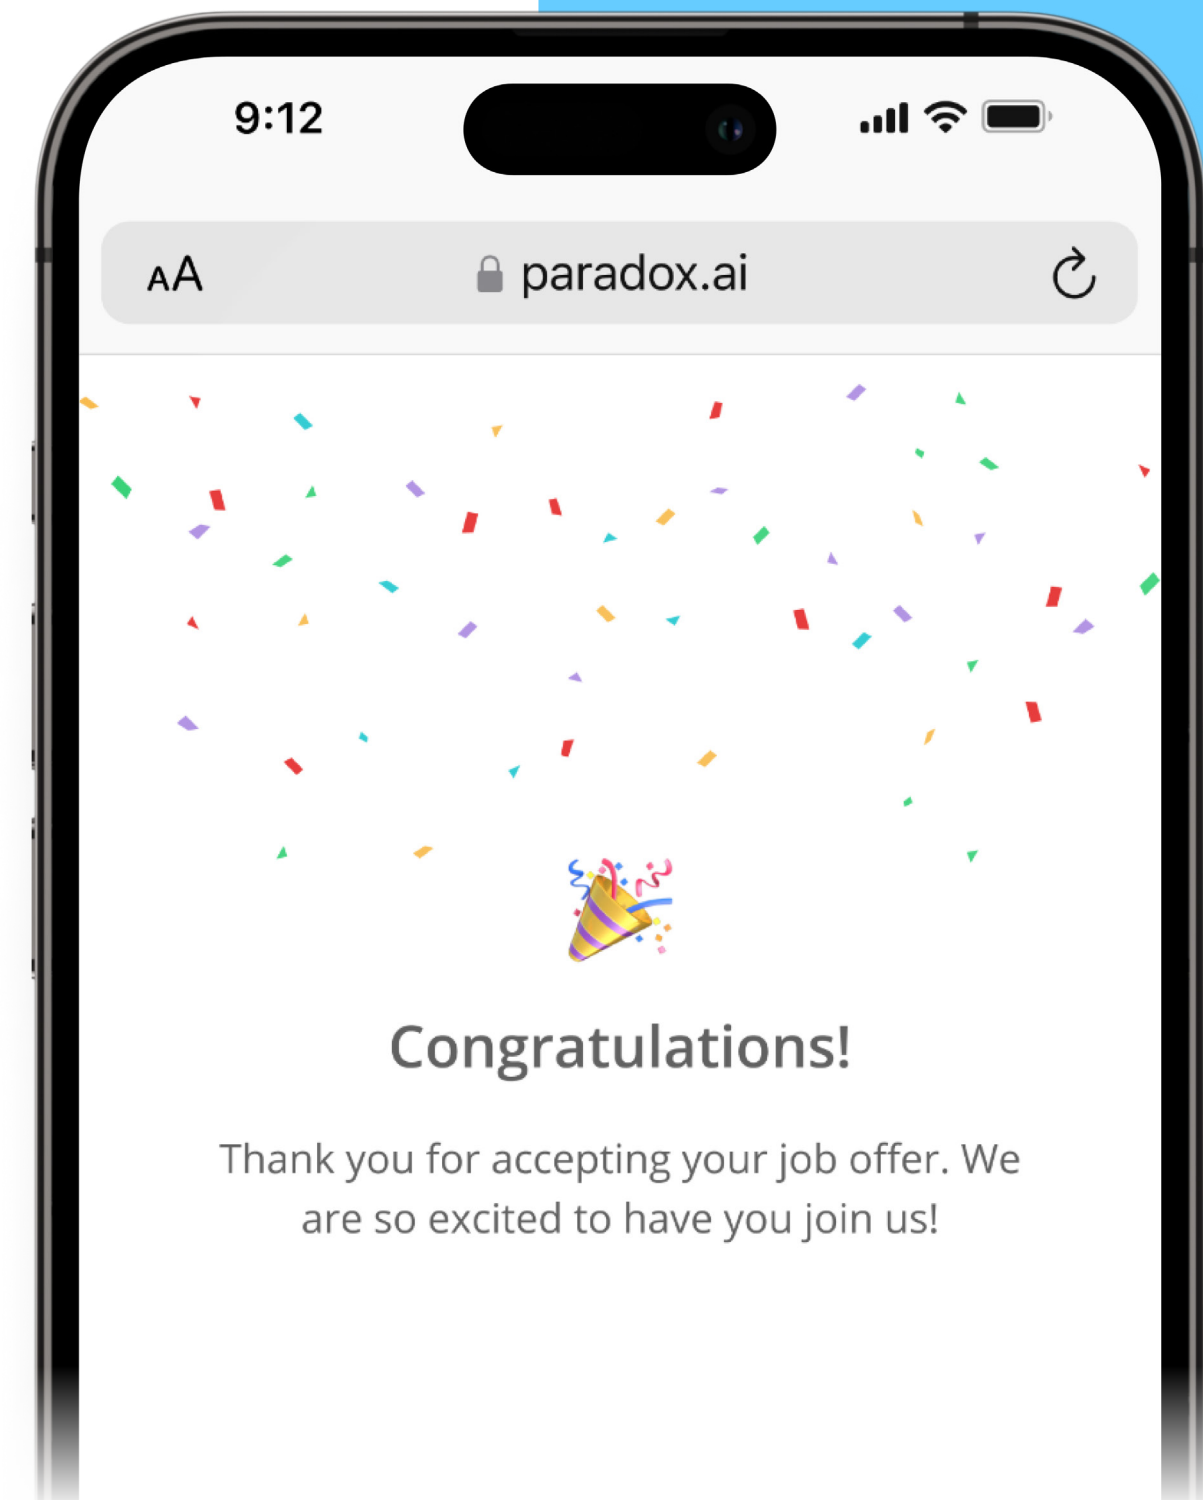 9:12
AA paradox.ai
Congratulations!
Thank you for accepting your job offer. We
are so excited to have you join us!